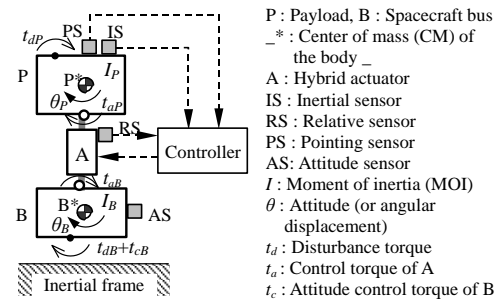 PS IS
t_dP
P
P*
I_P
θ_P
t_aP
RS
A
Controller
t_aB
B
B*
I_B
θ_B
AS
t_dB+t_cB
Inertial frame
P : Payload, B : Spacecraft bus
_* : Center of mass (CM) of
the body _
A : Hybrid actuator
IS : Inertial sensor
RS : Relative sensor
PS : Pointing sensor
AS: Attitude sensor
I : Moment of inertia (MOI)
θ : Attitude (or angular
displacement)
t_d : Disturbance torque
t_a : Control torque of A
t_c : Attitude control torque of B